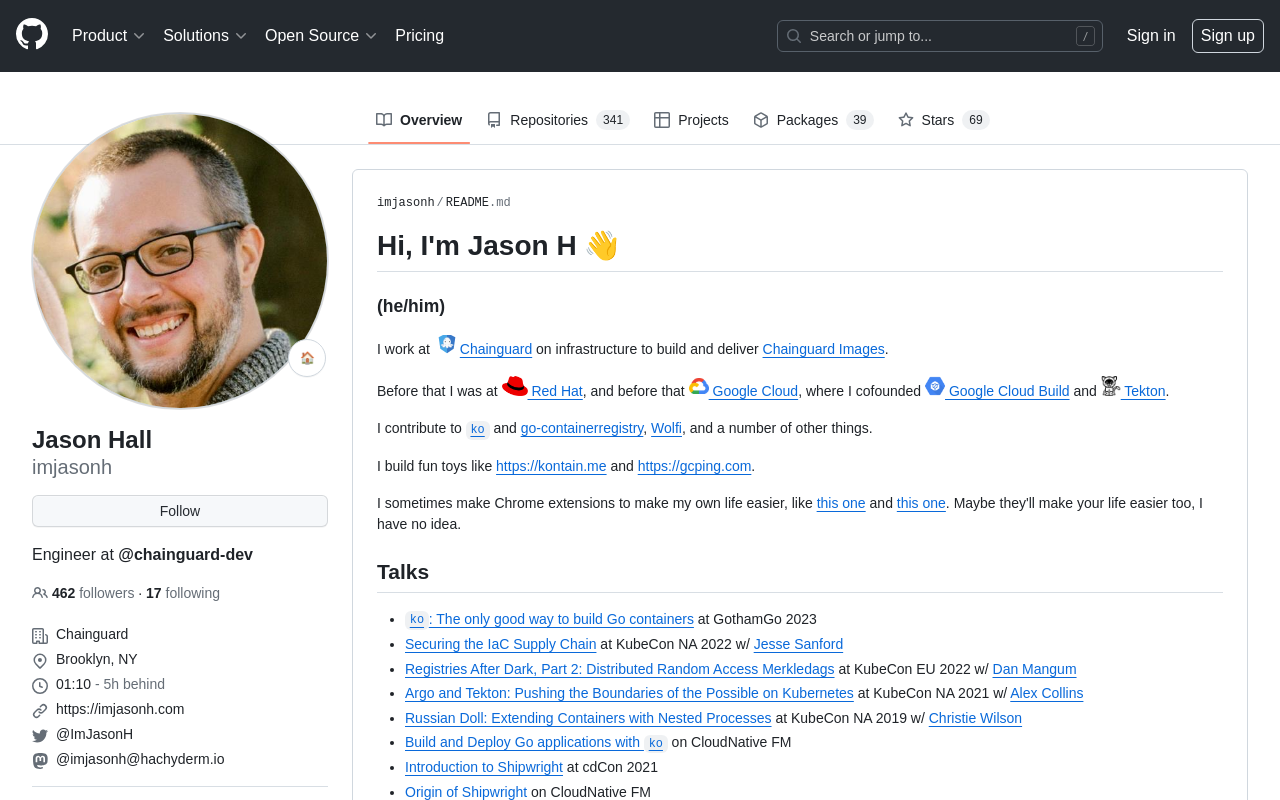 Product
Solutions
Open Source
Pricing
Search or jump to...
/
Sign in
Sign up
Overview
Repositories 341
Projects
Packages 39
Stars 69
Jason Hall
imjasonh
Follow
Engineer at @chainguard-dev
462 followers · 17 following
Chainguard
Brooklyn, NY
01:10 - 5h behind
https://imjasonh.com
@ImJasonH
@imjasonh@hachyderm.io
imjasonh/README.md
Hi, I'm Jason H 👋
(he/him)
I work at Chainguard on infrastructure to build and deliver Chainguard Images.
Before that I was at Red Hat, and before that Google Cloud, where I cofounded Google Cloud Build and Tekton.
I contribute to ko and go-containerregistry, Wolfi, and a number of other things.
I build fun toys like https://kontain.me and https://gcping.com.
I sometimes make Chrome extensions to make my own life easier, like this one and this one. Maybe they'll make your life easier too, I
have no idea.
Talks
ko: The only good way to build Go containers at GothamGo 2023
Securing the IaC Supply Chain at KubeCon NA 2022 w/ Jesse Sanford
Registries After Dark, Part 2: Distributed Random Access Merkledags at KubeCon EU 2022 w/ Dan Mangum
Argo and Tekton: Pushing the Boundaries of the Possible on Kubernetes at KubeCon NA 2021 w/ Alex Collins
Russian Doll: Extending Containers with Nested Processes at KubeCon NA 2019 w/ Christie Wilson
Build and Deploy Go applications with ko on CloudNative FM
Introduction to Shipwright at cdCon 2021
Origin of Shipwright on CloudNative FM